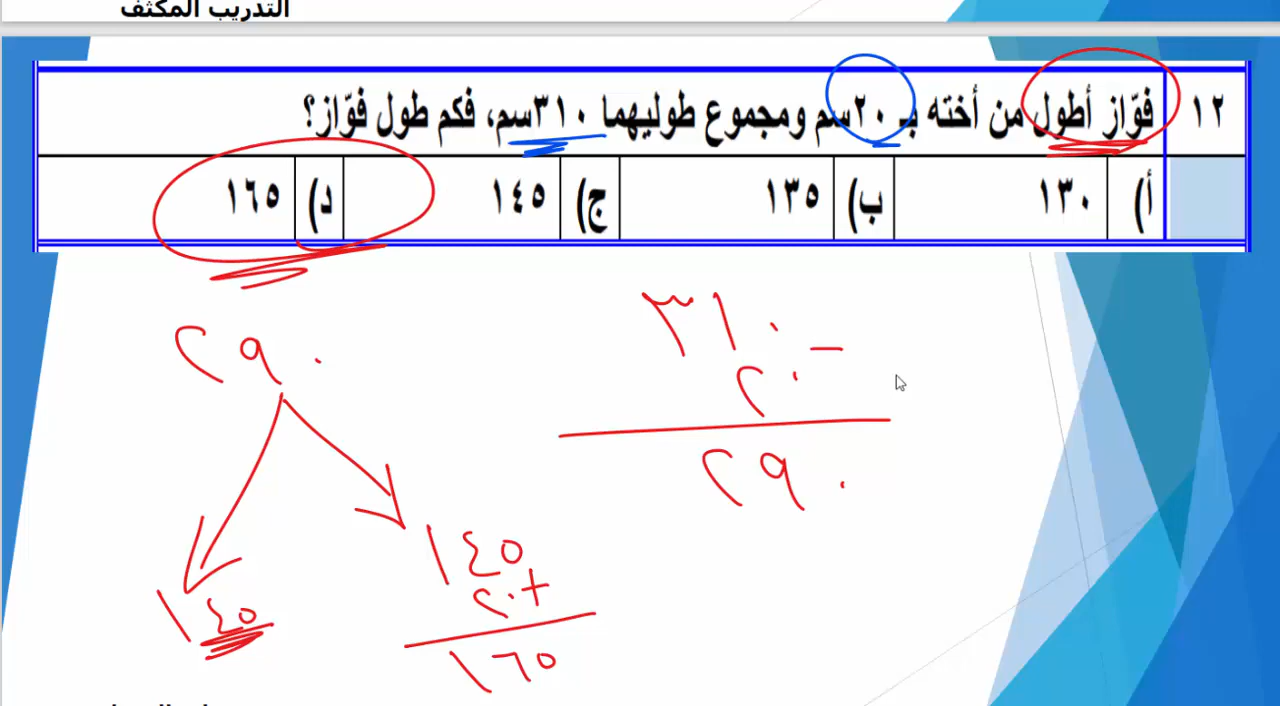 التدريب المكثف
١٢ فوّاز أطول من أخته بـ ٢٠سم ومجموع طوليهما ٣١٠سم، فكم طول فوّاز؟
أ) ١٣٠ ب) ١٣٥ ج) ١٤٥ د) ١٦٥
٣١٠ -
٢٠
٢٩٠
٢٩٠
١٤٥
٢٠ +
١٦٥
١٤٥